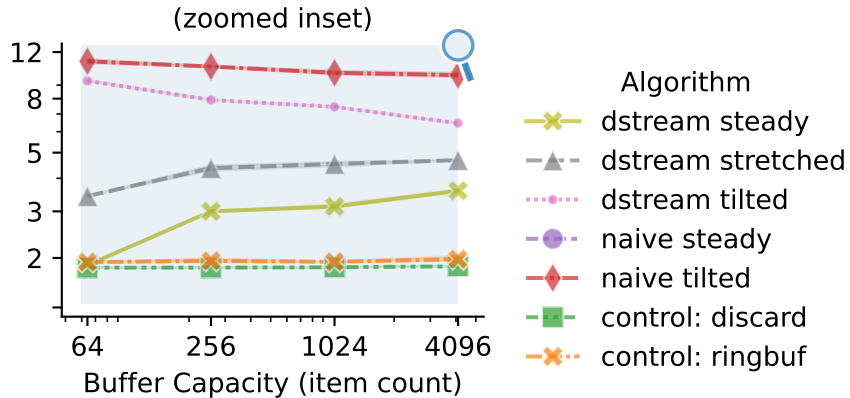 (zoomed inset)
12
8
5
3
2
64 256 1024 4096
Buffer Capacity (item count)
Algorithm
dstream steady
dstream stretched
dstream tilted
naive steady
naive tilted
control: discard
control: ringbuf